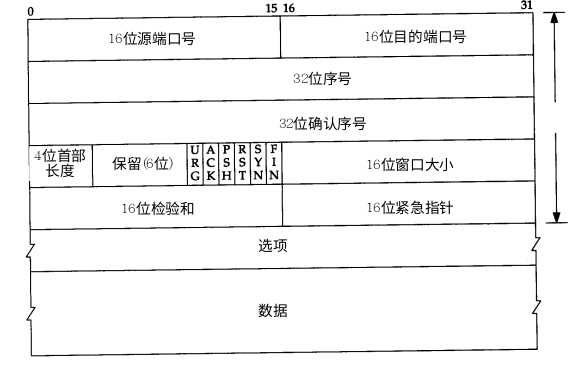 0 15 16 31
16位源端口号 16位目的端口号
32位序号
32位确认序号
4位首部
长度
保留(6位)
URG
ACK
PSH
RST
SYN
FIN
16位窗口大小
16位检验和 16位紧急指针
选项
数据